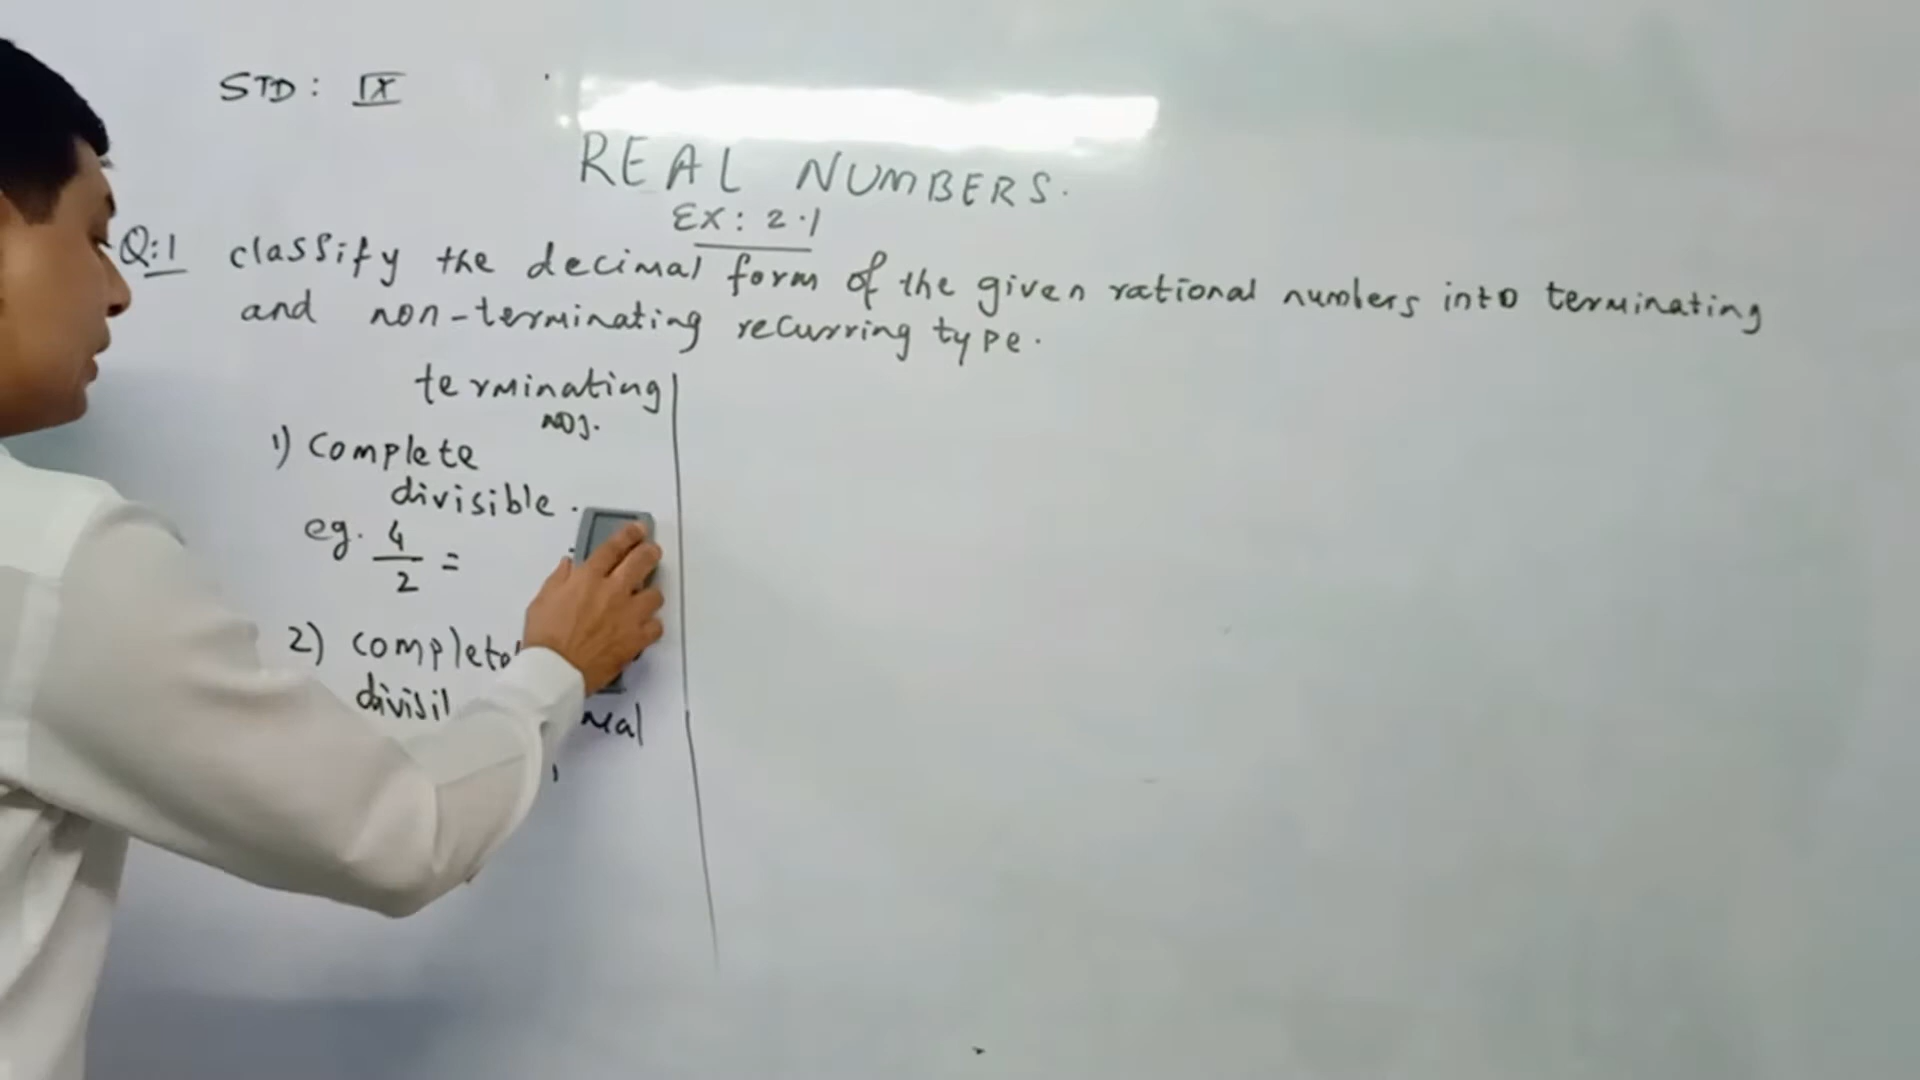 STD: IX
REAL NUMBERS.
EX: 2.1
Q:1 classify the decimal form of the given rational numbers into terminating
and non-terminating recurring type.
terminating
nos.
1) Complete
divisible.
eg. 4/2 =
2)